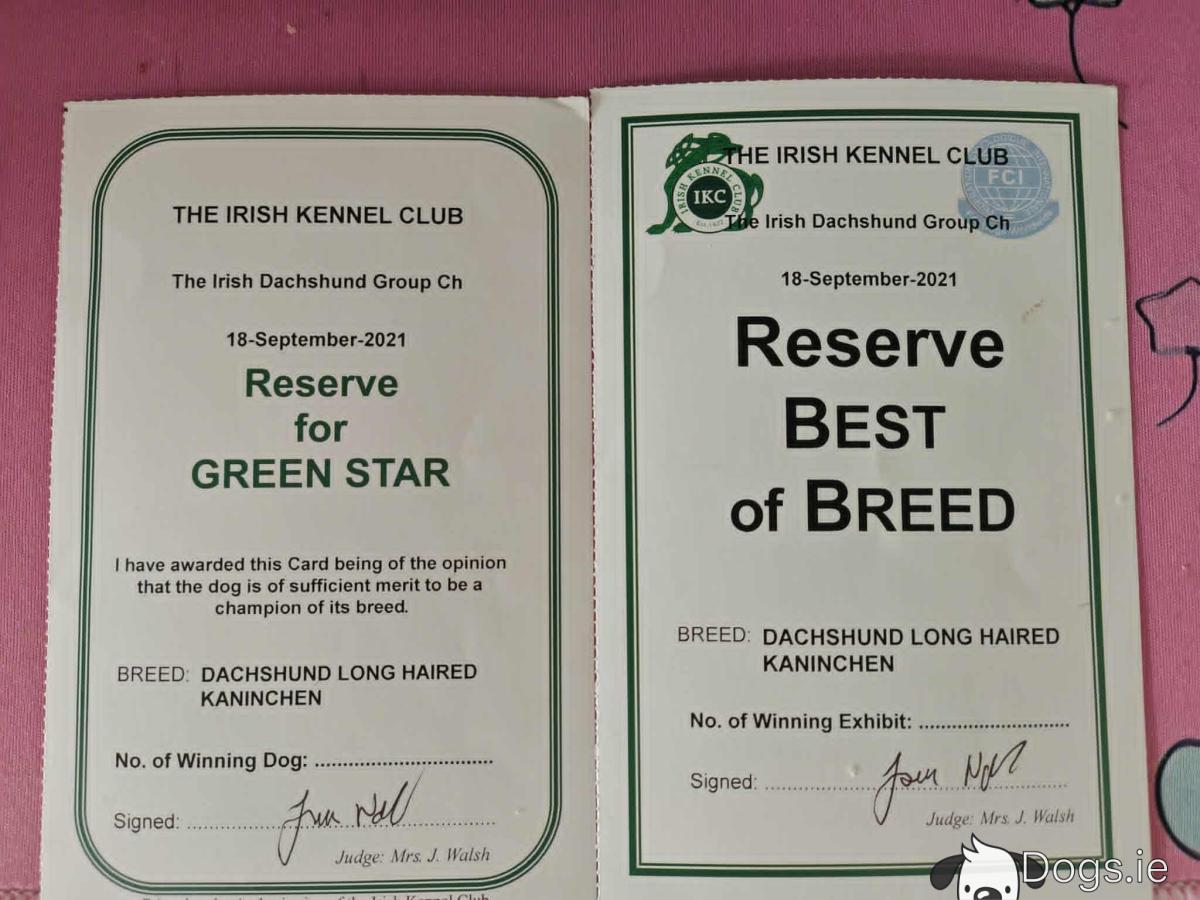 THE IRISH KENNEL CLUB
The Irish Dachshund Group Ch
18-September-2021
Reserve
for
GREEN STAR
I have awarded this Card being of the opinion
that the dog is of sufficient merit to be a
champion of its breed.
BREED: DACHSHUND LONG HAIRED
KANINCHEN
No. of Winning Dog: ..................................
Signed: ..................................
Judge: Mrs. J. Walsh
THE IRISH KENNEL CLUB
IRISH KENNEL CLUB
IKC
FCI
The Irish Dachshund Group Ch
18-September-2021
Reserve
BEST
of BREED
BREED: DACHSHUND LONG HAIRED
KANINCHEN
No. of Winning Exhibit: ............................
Signed: ..................................
Judge: Mrs. J. Walsh
Dogs.ie